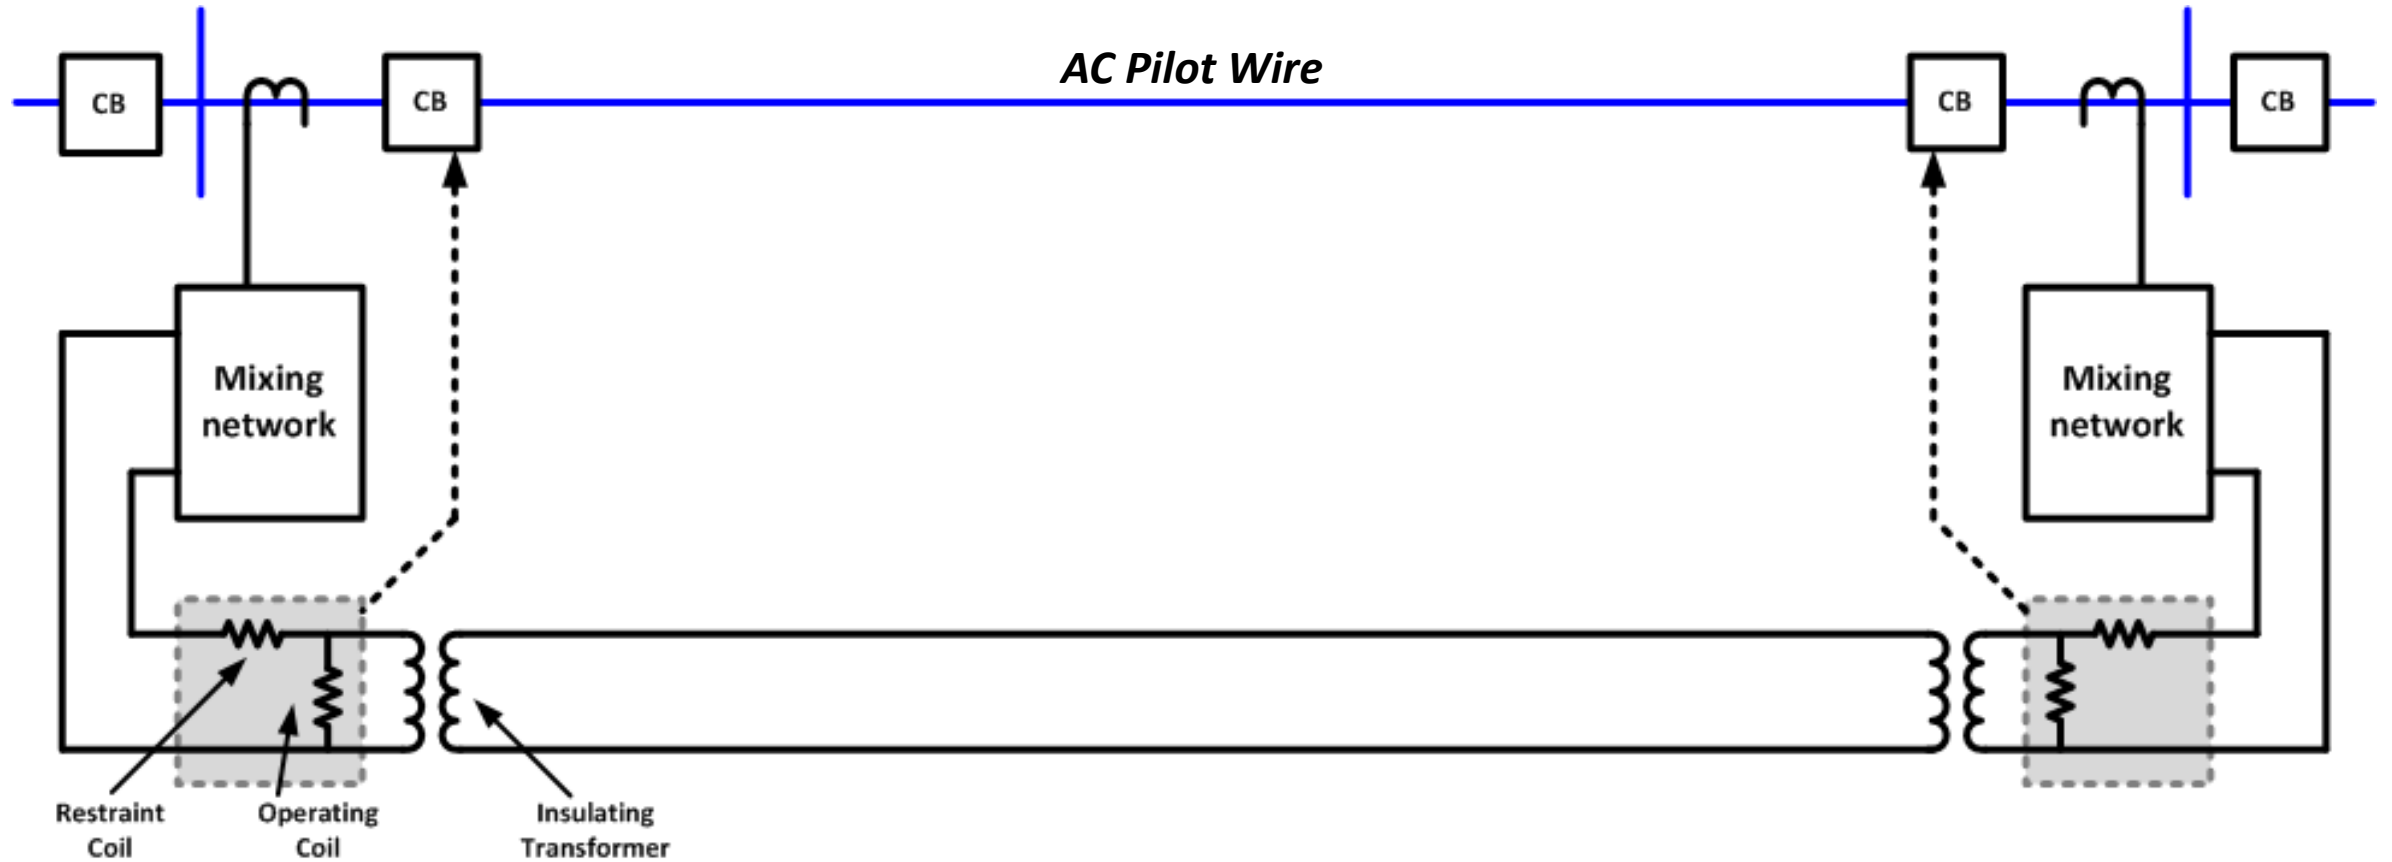 AC Pilot Wire
CB
CB
CB
CB
Mixing
network
Mixing
network
Restraint
Coil
Operating
Coil
Insulating
Transformer